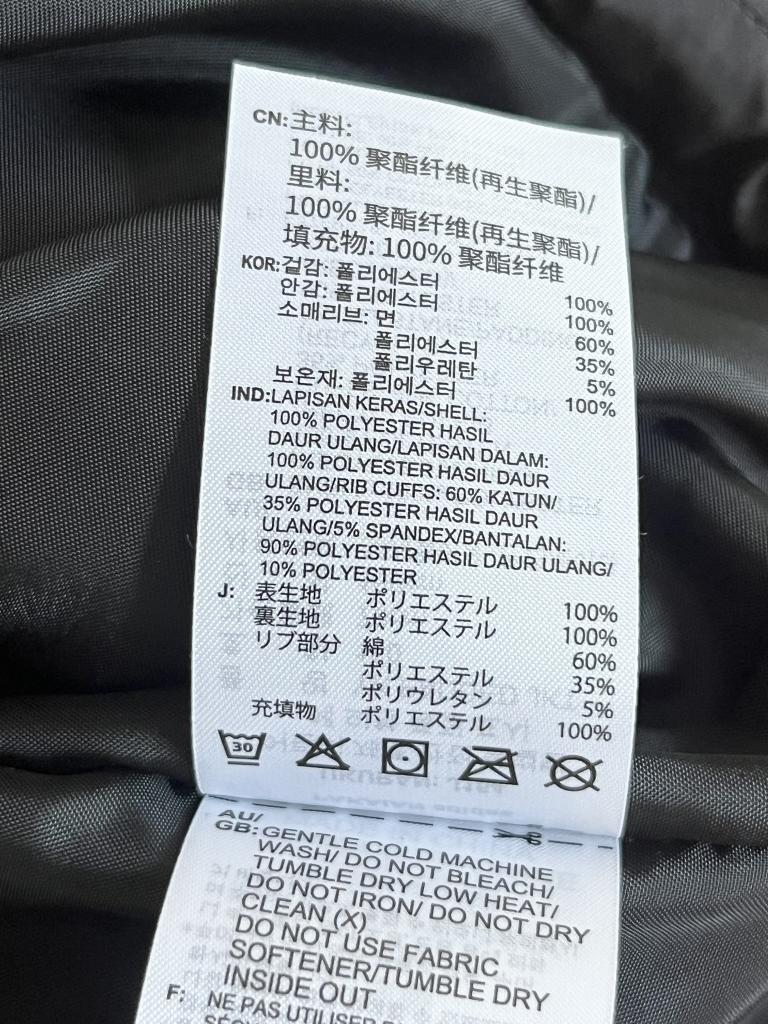 CN:主料:
100% 聚酯纤维(再生聚酯)/
里料:
100% 聚酯纤维(再生聚酯)/
填充物: 100% 聚酯纤维
KOR:겉감: 폴리에스터 100%
안감: 폴리에스터 100%
소매리브: 면 60%
폴리에스터 35%
폴리우레탄 5%
보온재: 폴리에스터 100%
IND:LAPISAN KERAS/SHELL:
100% POLYESTER HASIL
DAUR ULANG/LAPISAN DALAM:
100% POLYESTER HASIL DAUR
ULANG/RIB CUFFS: 60% KATUN/
35% POLYESTER HASIL DAUR
ULANG/5% SPANDEX/BANTALAN:
90% POLYESTER HASIL DAUR ULANG/
10% POLYESTER
J: 表生地 ポリエステル 100%
裏生地 ポリエステル 100%
リブ部分 綿 60%
ポリエステル 35%
ポリウレタン 5%
充填物 ポリエステル 100%
30
AU/
GB: GENTLE COLD MACHINE
WASH/ DO NOT BLEACH/
TUMBLE DRY LOW HEAT/
DO NOT IRON/ DO NOT DRY
CLEAN (X)
DO NOT USE FABRIC
SOFTENER/TUMBLE DRY
INSIDE OUT
F: NE PAS UTILISER